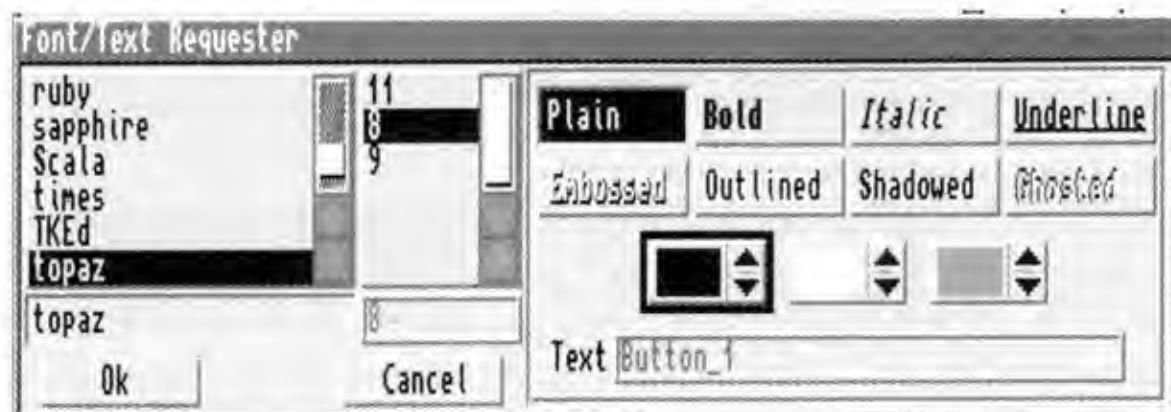 Font/Text Requester
ruby
sapphire
Scala
times
TKEd
topaz
topaz
11
8
9
8
Ok
Cancel
Plain
Bold
Italic
Underline
Embossed
Outlined
Shadowed
Ghosted
Text Button_1